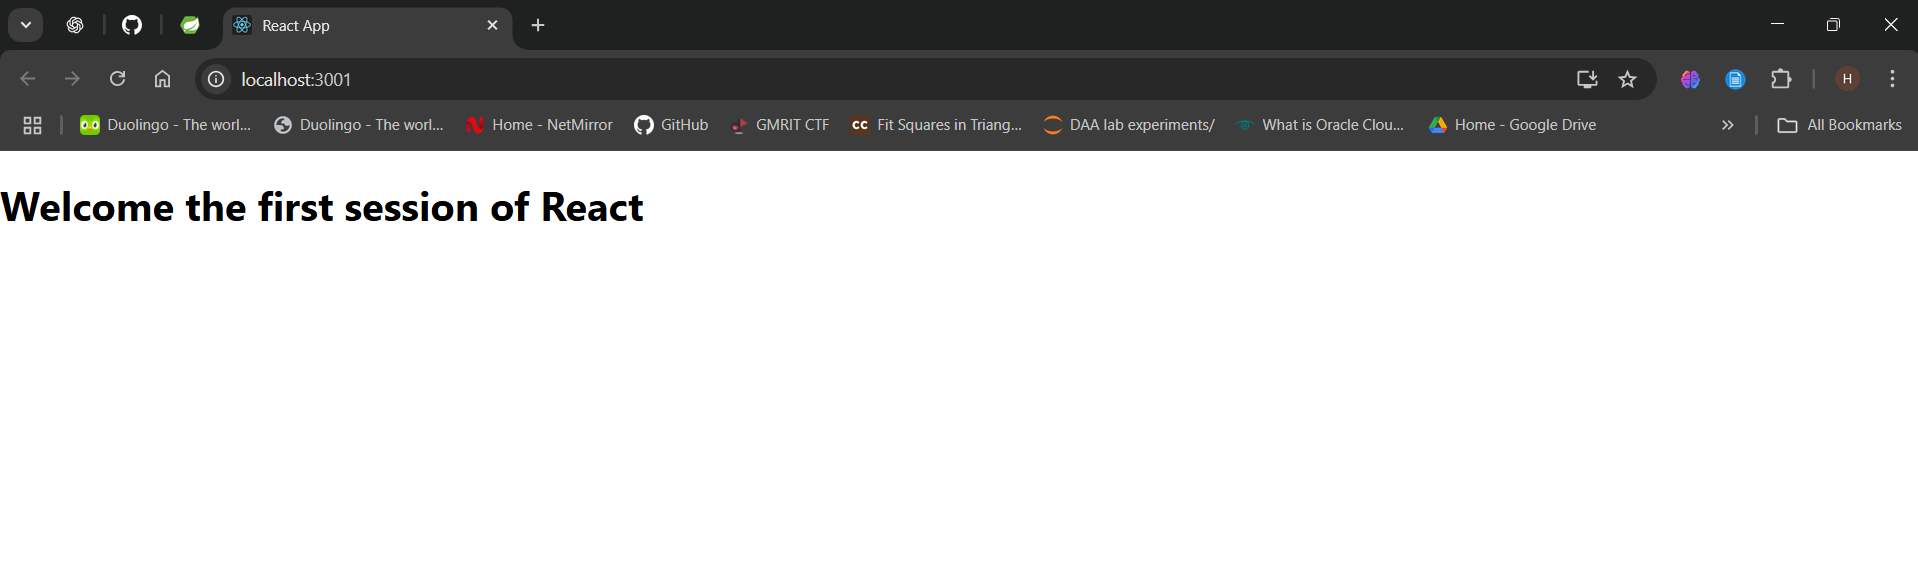 React App
localhost:3001
H
Duolingo - The worl... Duolingo - The worl... Home - NetMirror GitHub GMRIT CTF cc Fit Squares in Triang... DAA lab experiments/ What is Oracle Clou... Home - Google Drive All Bookmarks
Welcome the first session of React